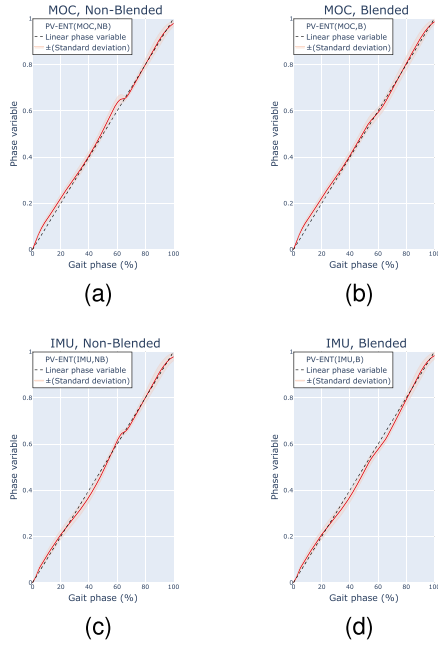 MOC, Non-Blended
PV-ENT(MOC,NB)
Linear phase variable
±(Standard deviation)
1
0.8
0.6
0.4
0.2
0
0 20 40 60 80 100
Phase variable
Gait phase (%)
(a)
MOC, Blended
PV-ENT(MOC,B)
Linear phase variable
±(Standard deviation)
1
0.8
0.6
0.4
0.2
0
0 20 40 60 80 100
Phase variable
Gait phase (%)
(b)
IMU, Non-Blended
PV-ENT(IMU,NB)
Linear phase variable
±(Standard deviation)
1
0.8
0.6
0.4
0.2
0
0 20 40 60 80 100
Phase variable
Gait phase (%)
(c)
IMU, Blended
PV-ENT(IMU,B)
Linear phase variable
±(Standard deviation)
1
0.8
0.6
0.4
0.2
0
0 20 40 60 80 100
Phase variable
Gait phase (%)
(d)